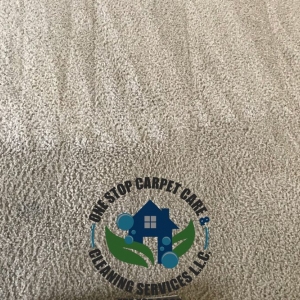 ONE STOP CARPET CARE &
CLEANING SERVICES LLC.